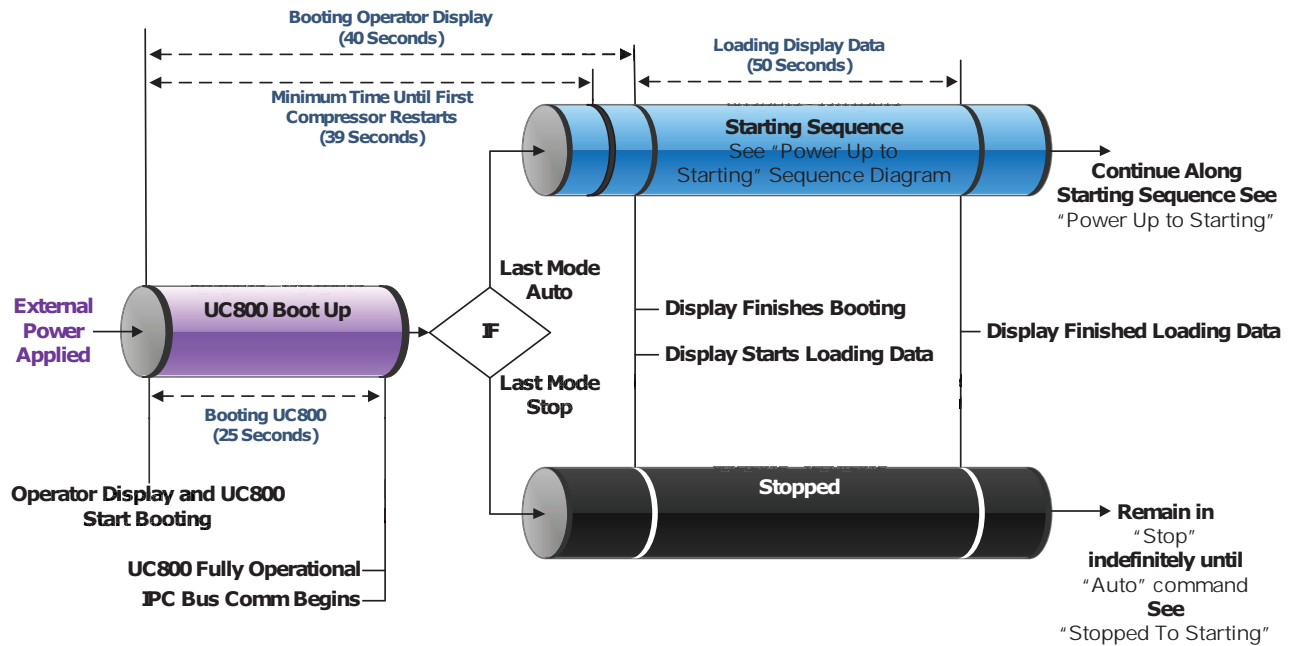 Booting Operator Display
(40 Seconds)
Loading Display Data
(50 Seconds)
Minimum Time Until First
Compressor Restarts
(39 Seconds)
Starting Sequence
See “Power Up to
Starting” Sequence Diagram
Continue Along
Starting Sequence See
“Power Up to Starting”
Last Mode
Auto
External
Power
Applied
UC800 Boot Up
IF
Display Finishes Booting
Display Starts Loading Data
Display Finished Loading Data
Last Mode
Stop
Booting UC800
(25 Seconds)
Operator Display and UC800
Start Booting
Stopped
UC800 Fully Operational
IPC Bus Comm Begins
Remain in
“Stop”
indefinitely until
“Auto” command
See
“Stopped To Starting”